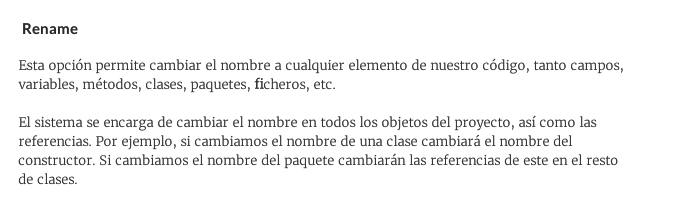 Rename
Esta opción permite cambiar el nombre a cualquier elemento de nuestro código, tanto campos,
variables, métodos, clases, paquetes, ficheros, etc.
El sistema se encarga de cambiar el nombre en todos los objetos del proyecto, así como las
referencias. Por ejemplo, si cambiamos el nombre de una clase cambiará el nombre del
constructor. Si cambiamos el nombre del paquete cambiarán las referencias de este en el resto
de clases.